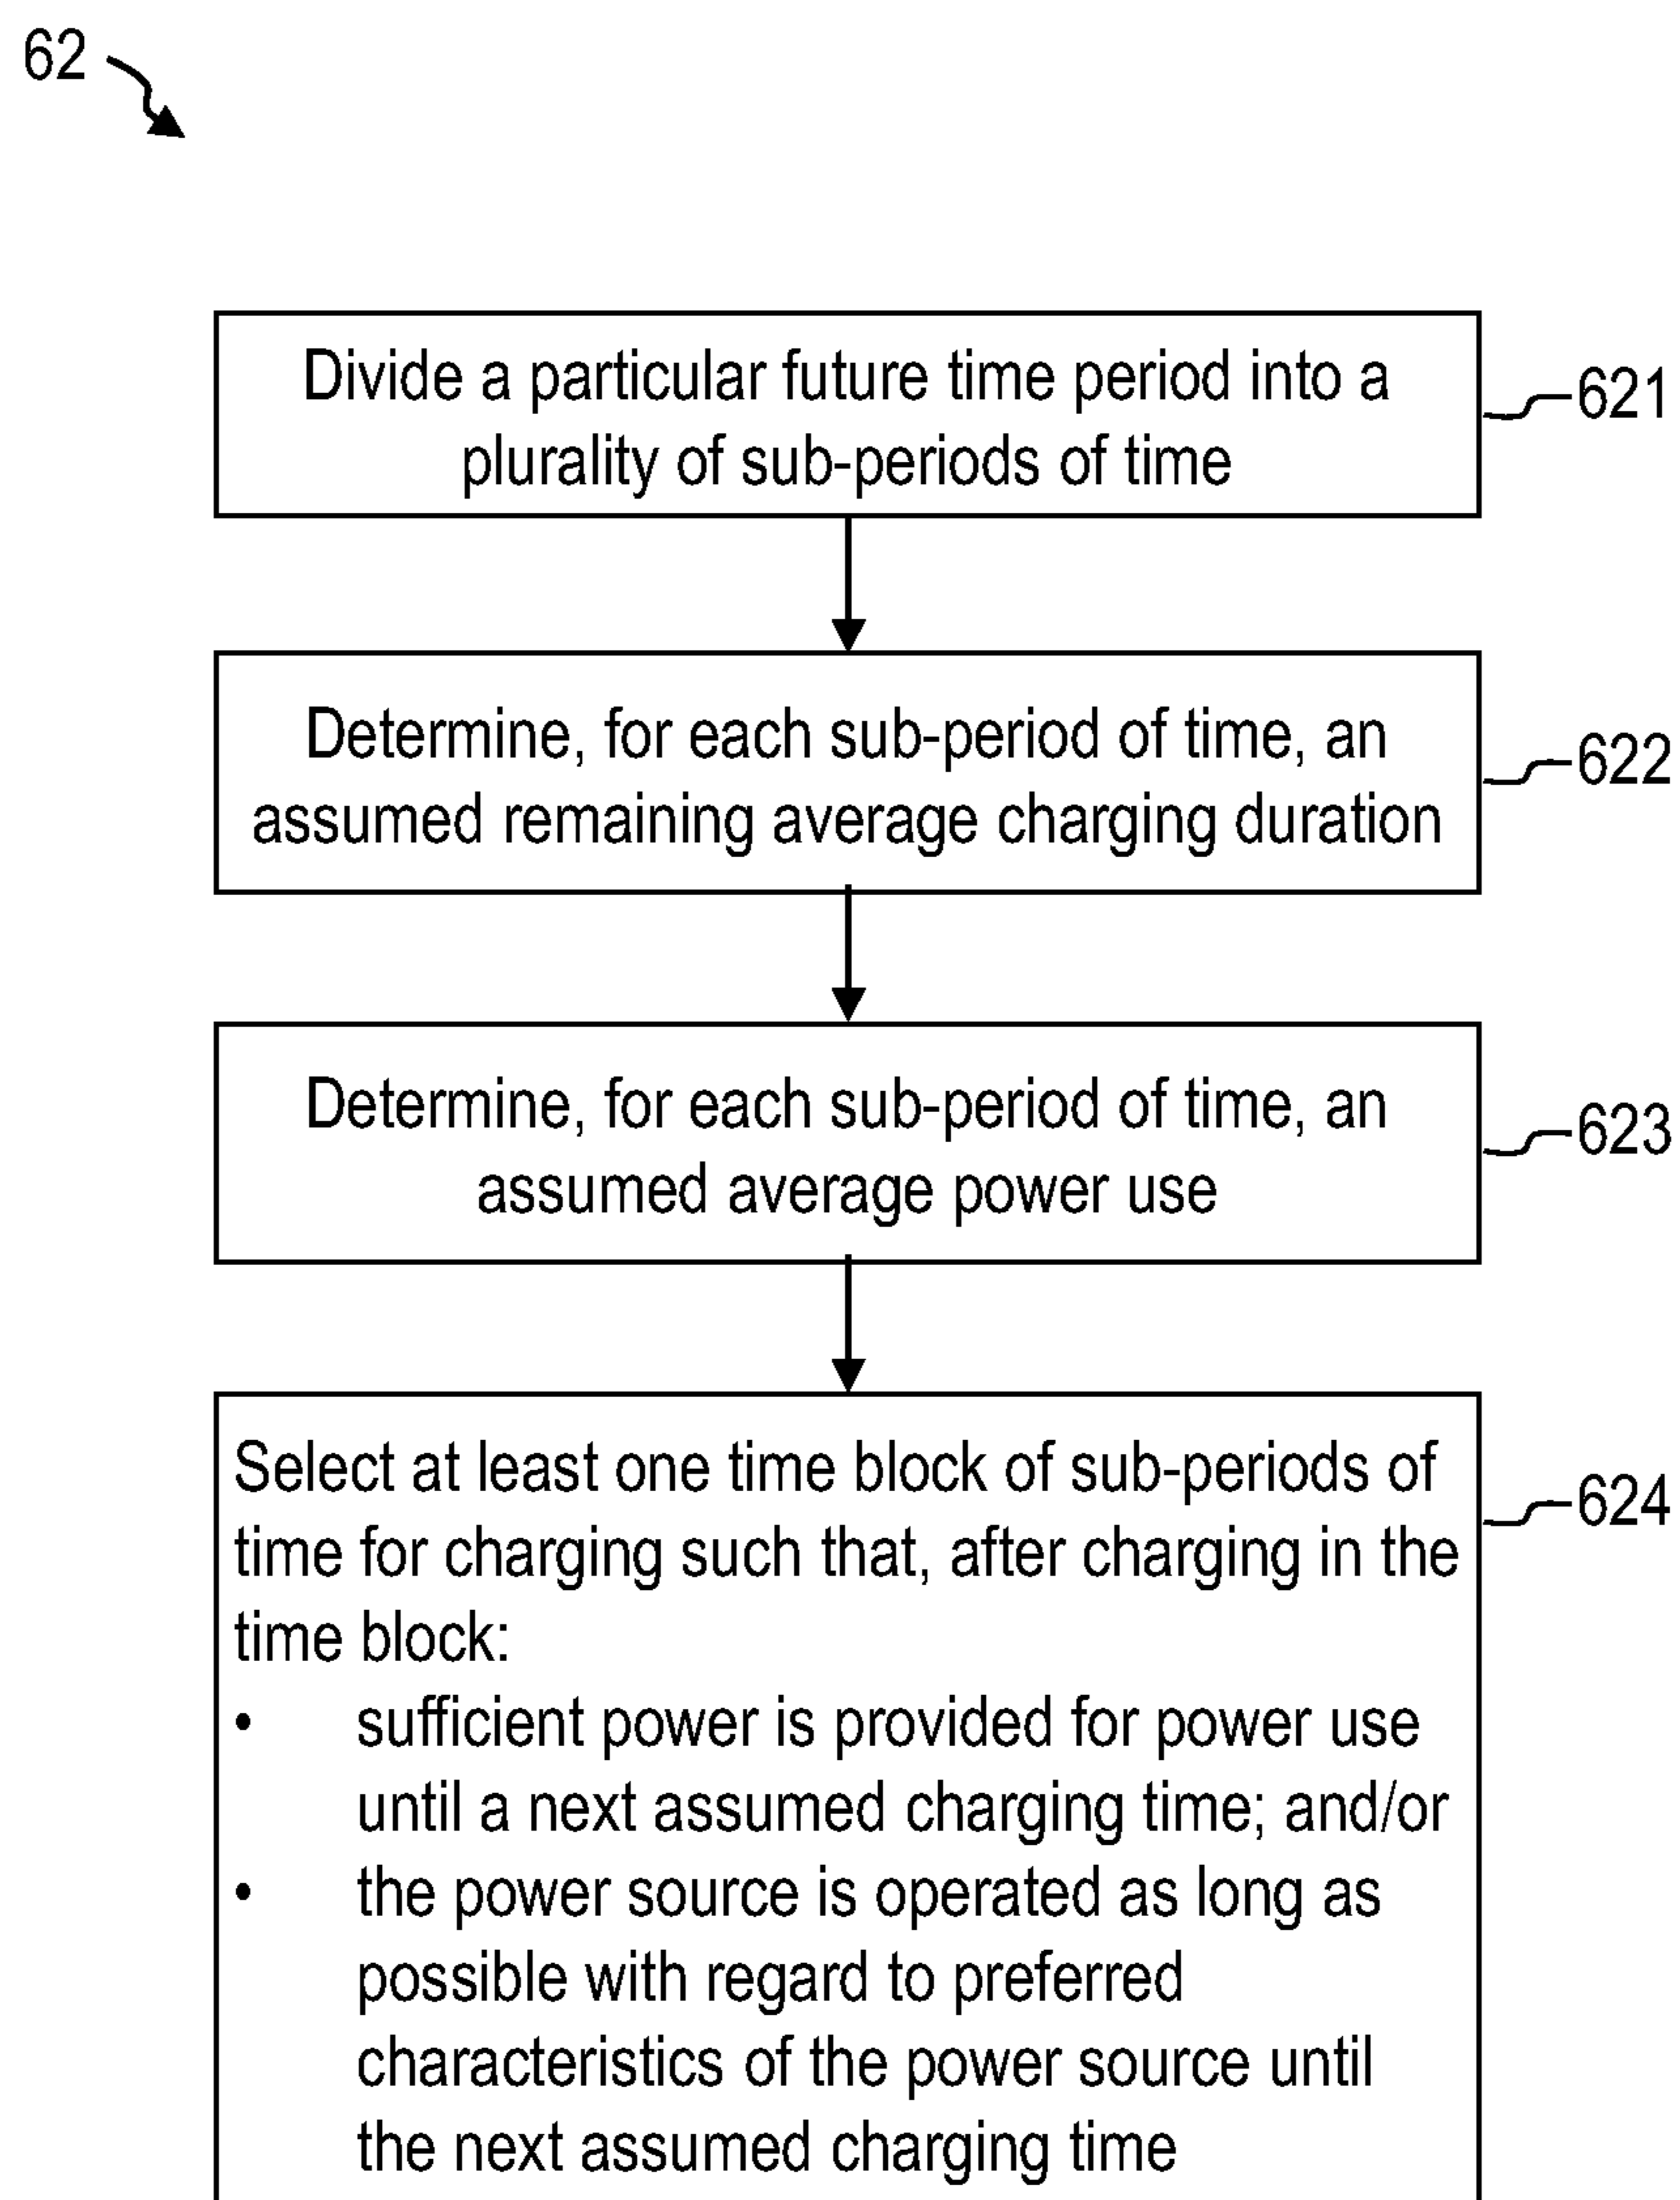 62
Divide a particular future time period into a
plurality of sub-periods of time
621
Determine, for each sub-period of time, an
assumed remaining average charging duration
622
Determine, for each sub-period of time, an
assumed average power use
623
Select at least one time block of sub-periods of
time for charging such that, after charging in the
time block:
• sufficient power is provided for power use
until a next assumed charging time; and/or
• the power source is operated as long as
possible with regard to preferred
characteristics of the power source until
the next assumed charging time
624